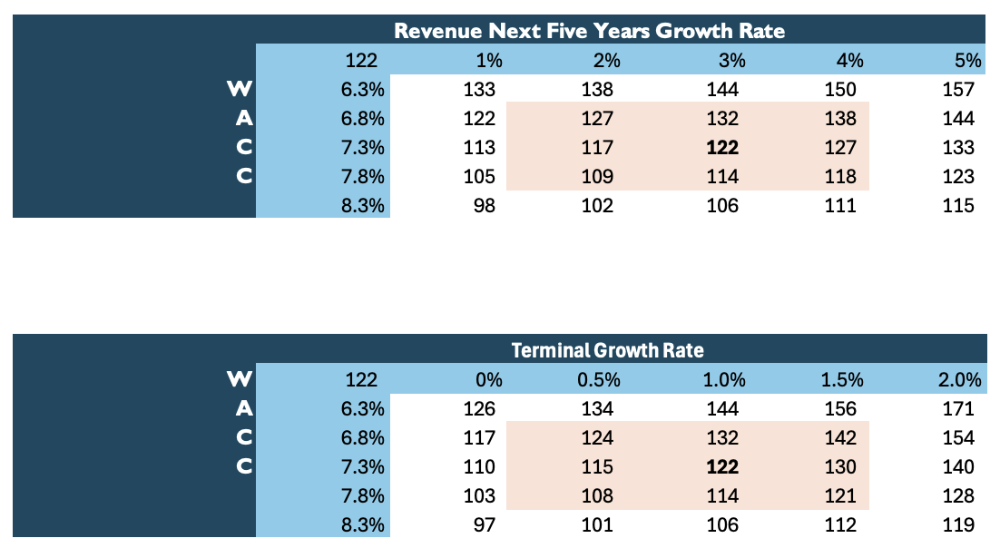 Revenue Next Five Years Growth Rate
122 1% 2% 3% 4% 5%
W 6.3% 133 138 144 150 157
A 6.8% 122 127 132 138 144
C 7.3% 113 117 122 127 133
C 7.8% 105 109 114 118 123
8.3% 98 102 106 111 115
Terminal Growth Rate
W 122 0% 0.5% 1.0% 1.5% 2.0%
A 6.3% 126 134 144 156 171
C 6.8% 117 124 132 142 154
C 7.3% 110 115 122 130 140
7.8% 103 108 114 121 128
8.3% 97 101 106 112 119